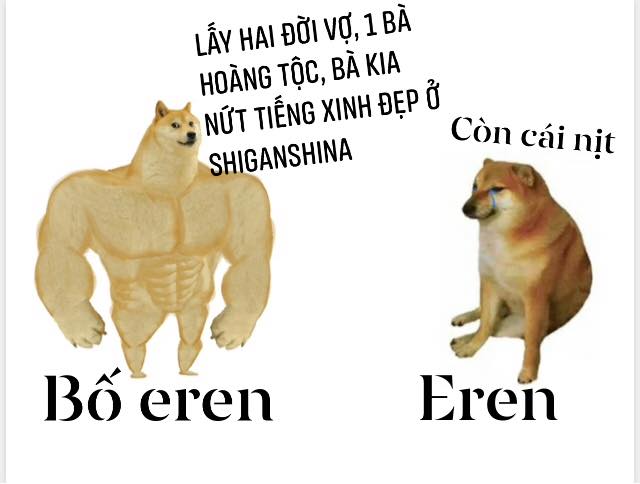 LẤY HAI ĐỜI VỢ, 1 BÀ
HOÀNG TỘC, BÀ KIA
NỨT TIẾNG XINH ĐẸP Ở
SHIGANSHINA
Còn cái nịt
Bố eren
Eren